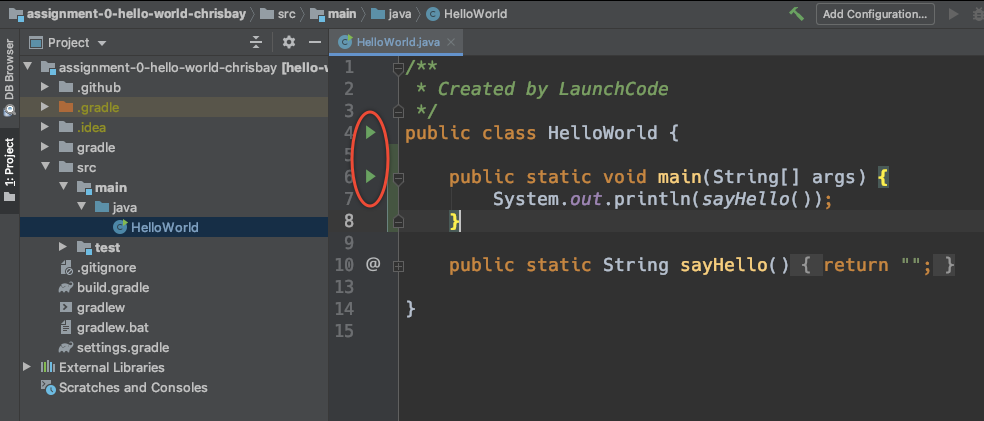 assignment-0-hello-world-chrisbay src main java HelloWorld Add Configuration...
Project HelloWorld.java
DB Browser
1: Project
assignment-0-hello-world-chrisbay [hello-w
.github
.gradle
.idea
gradle
src
main
java
HelloWorld
test
.gitignore
build.gradle
gradlew
gradlew.bat
settings.gradle
External Libraries
Scratches and Consoles
1 /**
2 * Created by LaunchCode
3 */
4 public class HelloWorld {
5
6 public static void main(String[] args) {
7 System.out.println(sayHello());
8 }
9
10 @ public static String sayHello() { return ""; }
13
14 }
15